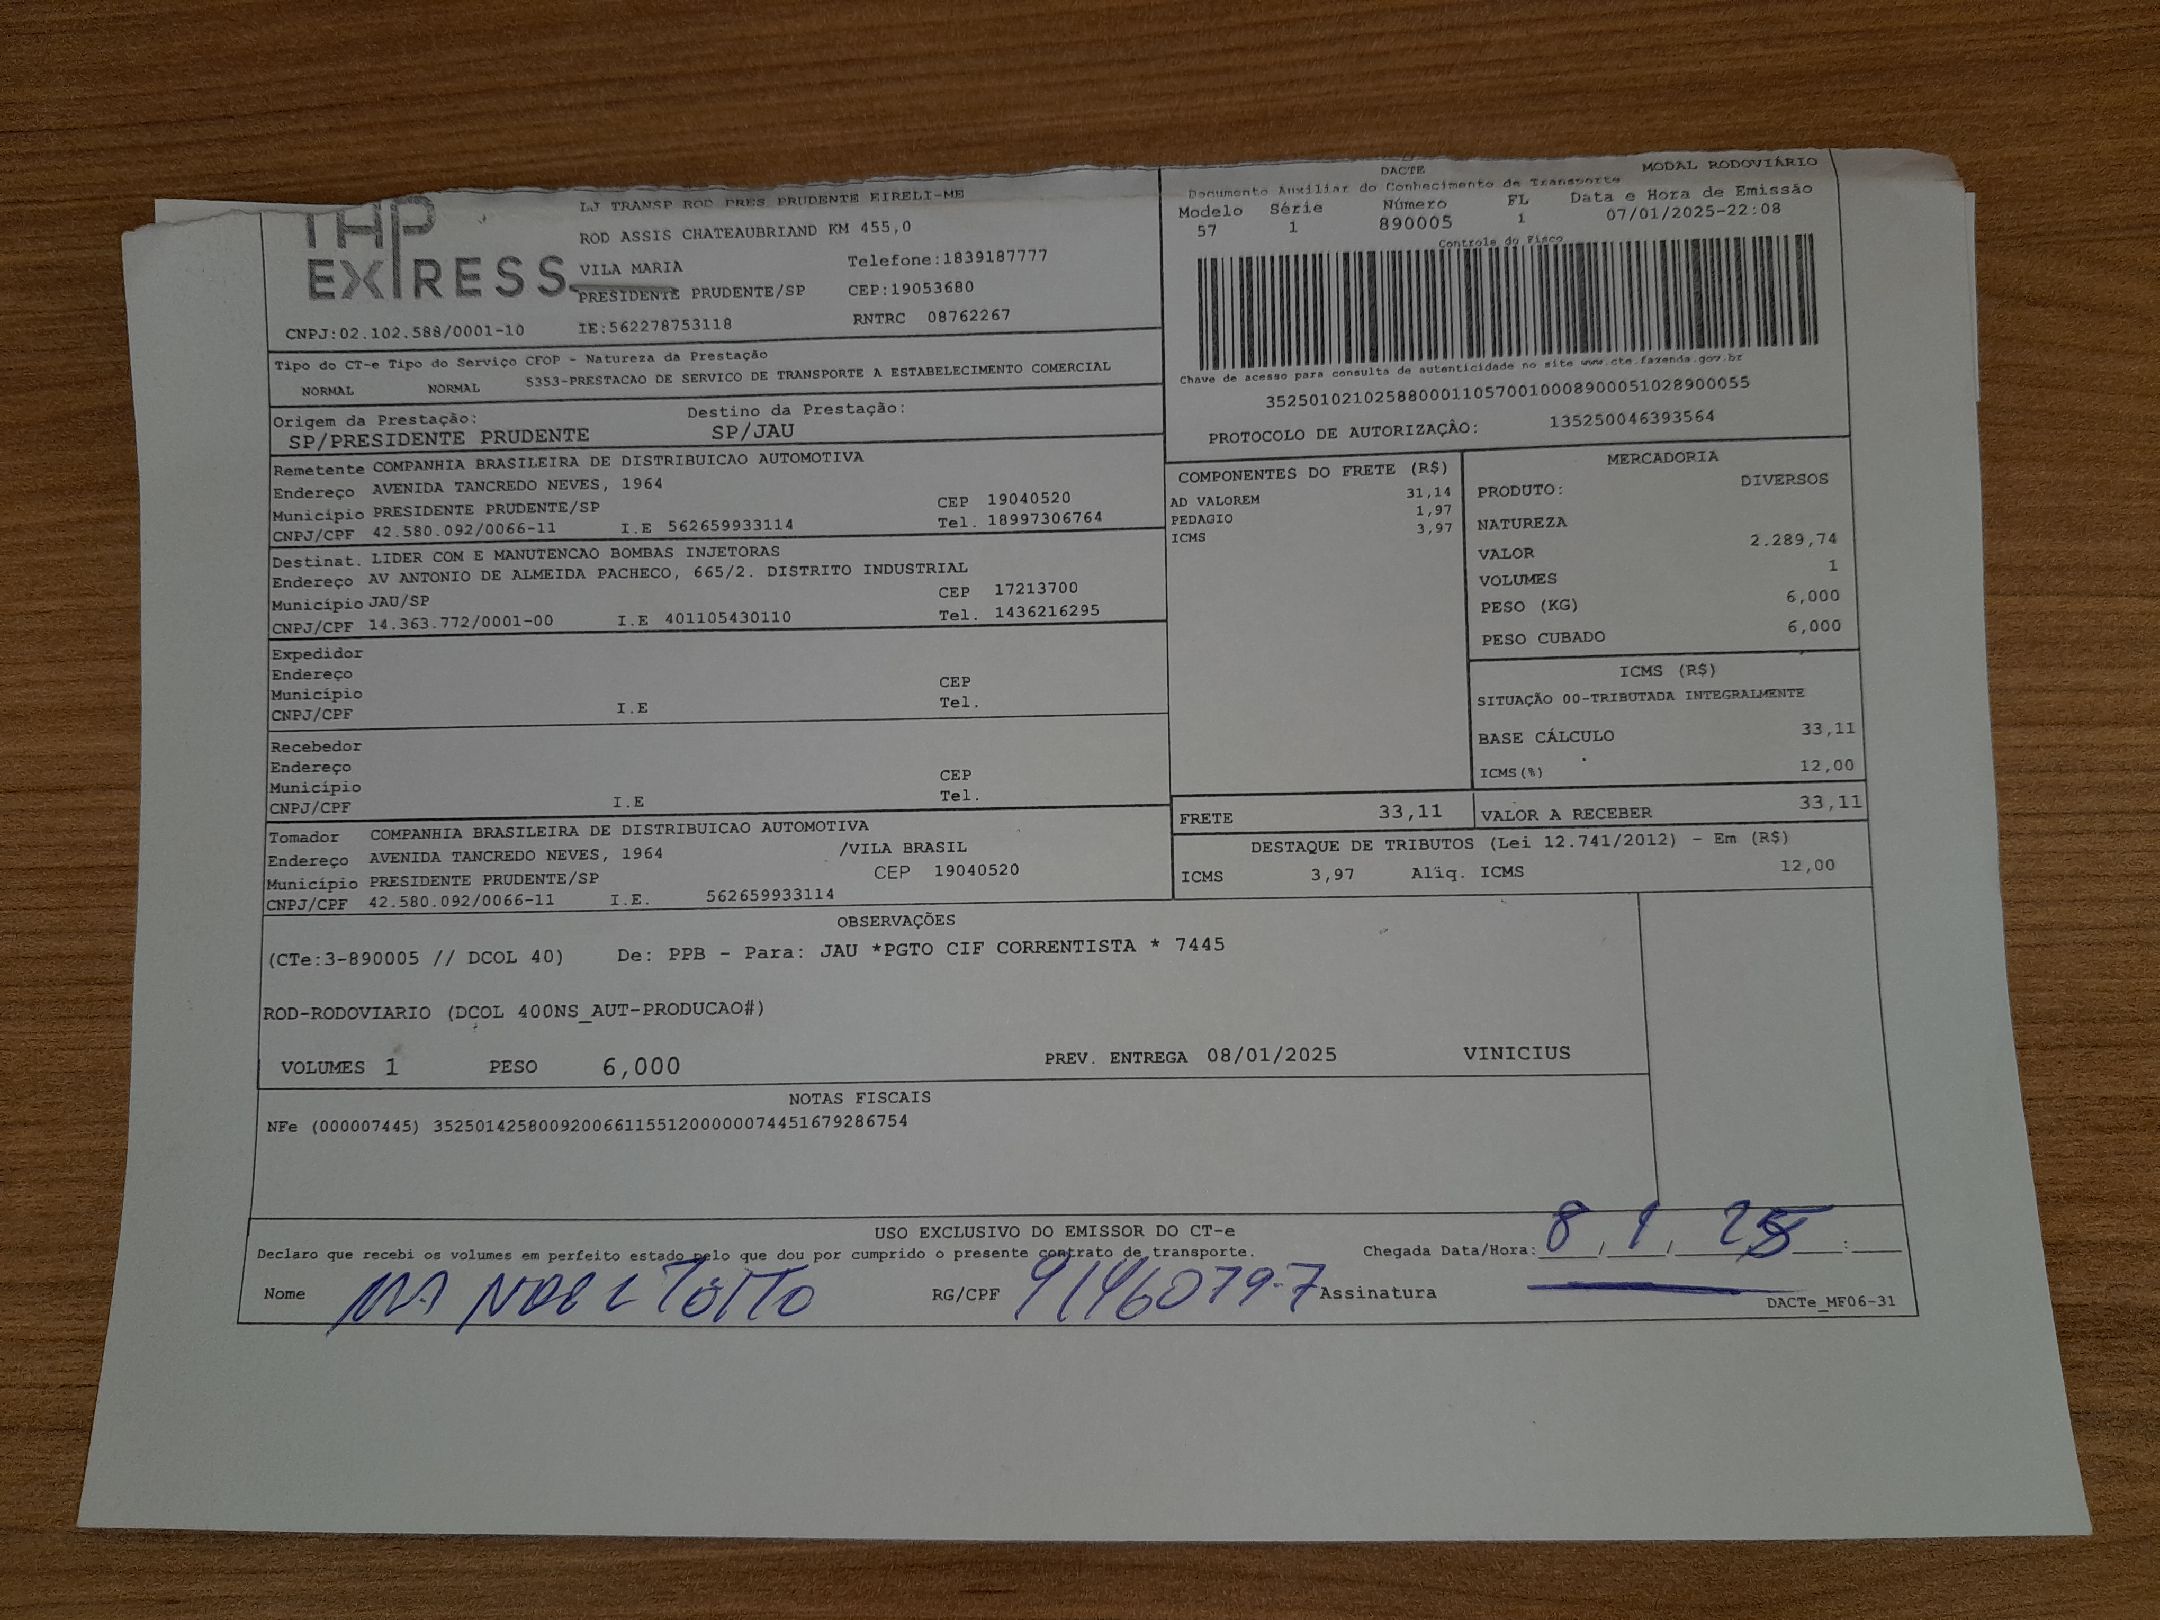 THP
EXPRESS
LJ TRANSP ROD PRES PRUDENTE EIRELI-ME
ROD ASSIS CHATEAUBRIAND KM 455,0
VILA MARIA Telefone:1839187777
PRESIDENTE PRUDENTE/SP CEP:19053680
CNPJ:02.102.588/0001-10 IE:562278753118 RNTRC 08762267
DACTE MODAL RODOVIÁRIO
Documento Auxiliar do Conhecimento de Transporte
Modelo Série Número FL Data e Hora de Emissão
57 1 890005 1 07/01/2025-22:08
Controle do Fisco
Chave de acesso para consulta de autenticidade no site www.cte.fazenda.gov.br
35250102102588000110570010008900051028900055
PROTOCOLO DE AUTORIZAÇÃO: 135250046393564
Tipo do CT-e Tipo do Serviço CFOP - Natureza da Prestação
NORMAL NORMAL 5353-PRESTACAO DE SERVICO DE TRANSPORTE A ESTABELECIMENTO COMERCIAL
Origem da Prestação: Destino da Prestação:
SP/PRESIDENTE PRUDENTE SP/JAU
Remetente COMPANHIA BRASILEIRA DE DISTRIBUICAO AUTOMOTIVA
Endereço AVENIDA TANCREDO NEVES, 1964
Município PRESIDENTE PRUDENTE/SP CEP 19040520
CNPJ/CPF 42.580.092/0066-11 I.E 562659933114 Tel. 18997306764
Destinat. LIDER COM E MANUTENCAO BOMBAS INJETORAS
Endereço AV ANTONIO DE ALMEIDA PACHECO, 665/2. DISTRITO INDUSTRIAL
Município JAU/SP CEP 17213700
CNPJ/CPF 14.363.772/0001-00 I.E 401105430110 Tel. 1436216295
Expedidor
Endereço
Município CEP
CNPJ/CPF I.E Tel.
Recebedor
Endereço
Município CEP
CNPJ/CPF I.E Tel.
Tomador COMPANHIA BRASILEIRA DE DISTRIBUICAO AUTOMOTIVA
Endereço AVENIDA TANCREDO NEVES, 1964 /VILA BRASIL
Município PRESIDENTE PRUDENTE/SP CEP 19040520
CNPJ/CPF 42.580.092/0066-11 I.E. 562659933114
COMPONENTES DO FRETE (R$)
AD VALOREM 31,14
PEDAGIO 1,97
ICMS 3,97
MERCADORIA
PRODUTO: DIVERSOS
NATUREZA
VALOR 2.289,74
VOLUMES 1
PESO (KG) 6,000
PESO CUBADO 6,000
ICMS (R$)
SITUAÇÃO 00-TRIBUTADA INTEGRALMENTE
BASE CÁLCULO 33,11
ICMS(%) 12,00
FRETE 33,11 VALOR A RECEBER 33,11
DESTAQUE DE TRIBUTOS (Lei 12.741/2012) - Em (R$)
ICMS 3,97 Aliq. ICMS 12,00
OBSERVAÇÕES
(CTe:3-890005 // DCOL 40) De: PPB - Para: JAU *PGTO CIF CORRENTISTA * 7445
ROD-RODOVIARIO (DCOL 400NS_AUT-PRODUCAO#)
VOLUMES 1 PESO 6,000 PREV. ENTREGA 08/01/2025 VINICIUS
NOTAS FISCAIS
NFe (000007445) 35250142580092006611551200000074451679286754
USO EXCLUSIVO DO EMISSOR DO CT-e
Declaro que recebi os volumes em perfeito estado pelo que dou por cumprido o presente contrato de transporte. Chegada Data/Hora: 8 / 1 / 25 :
Nome MANOEL TOITO RG/CPF 9146079-7 Assinatura
DACTe_MF06-31